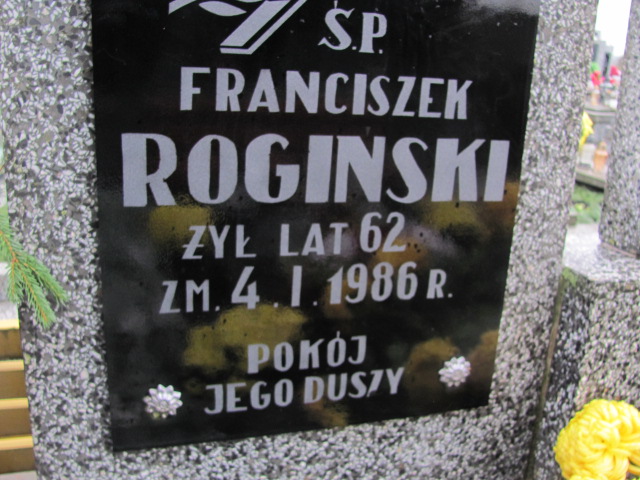 Ś.P.
FRANCISZEK
ROGINSKI
ŻYŁ LAT 62
ZM. 4. I. 1986 R.
POKÓJ
JEGO DUSZY